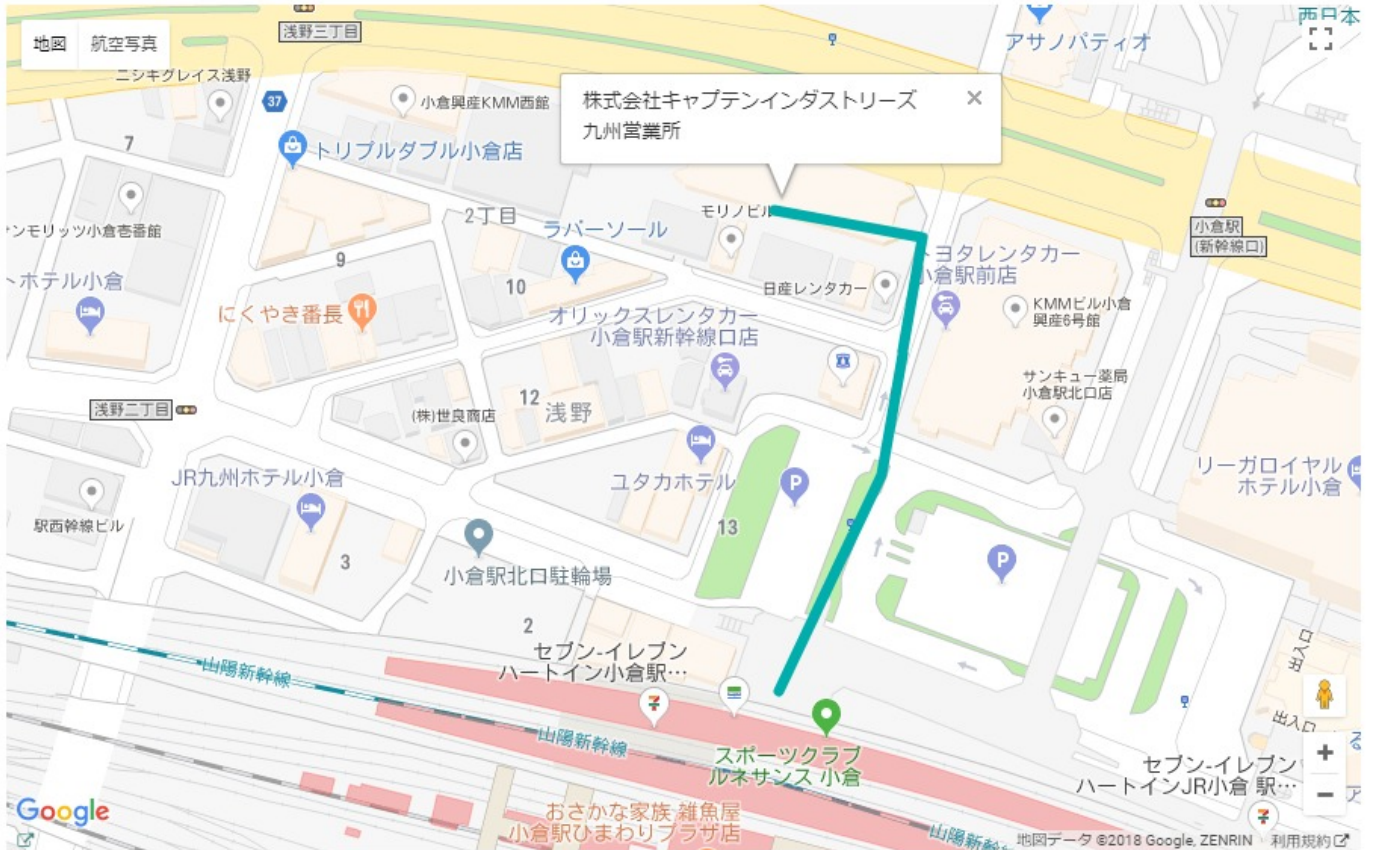 地図 航空写真
浅野三丁目
西日本
アサノパティオ
ニシキグレイス浅野
37
小倉興産KMM西館
株式会社キャプテンインダストリーズ
九州営業所
7
トリプルダブル小倉店
2丁目
モリノビル
ラパーソール
小倉駅
(新幹線口)
ンモリッツ小倉壱番館
9
トホテル小倉
10
にくやき番長
日産レンタカー
トヨタレンタカー
小倉駅前店
KMMビル小倉
興産6号館
オリックスレンタカー
小倉駅新幹線口店
サンキュー薬局
小倉駅北口店
浅野二丁目
(株)世良商店
12
浅野
JR九州ホテル小倉
ユタカホテル
P
リーガロイヤル
ホテル小倉
駅西幹線ビル
13
3
小倉駅北口駐輪場
P
2
セブン-イレブン
ハートイン小倉駅…
出入口
山陽新幹線
山陽新幹線
スポーツクラブ
ルネサンス 小倉
出入口
る
セブン-イレブン
ハートインJR小倉 駅…
ア
Google
おさかな家族 雑魚屋
小倉駅ひまわりプラザ店
山陽新幹
地図データ ©2018 Google, ZENRIN
利用規約